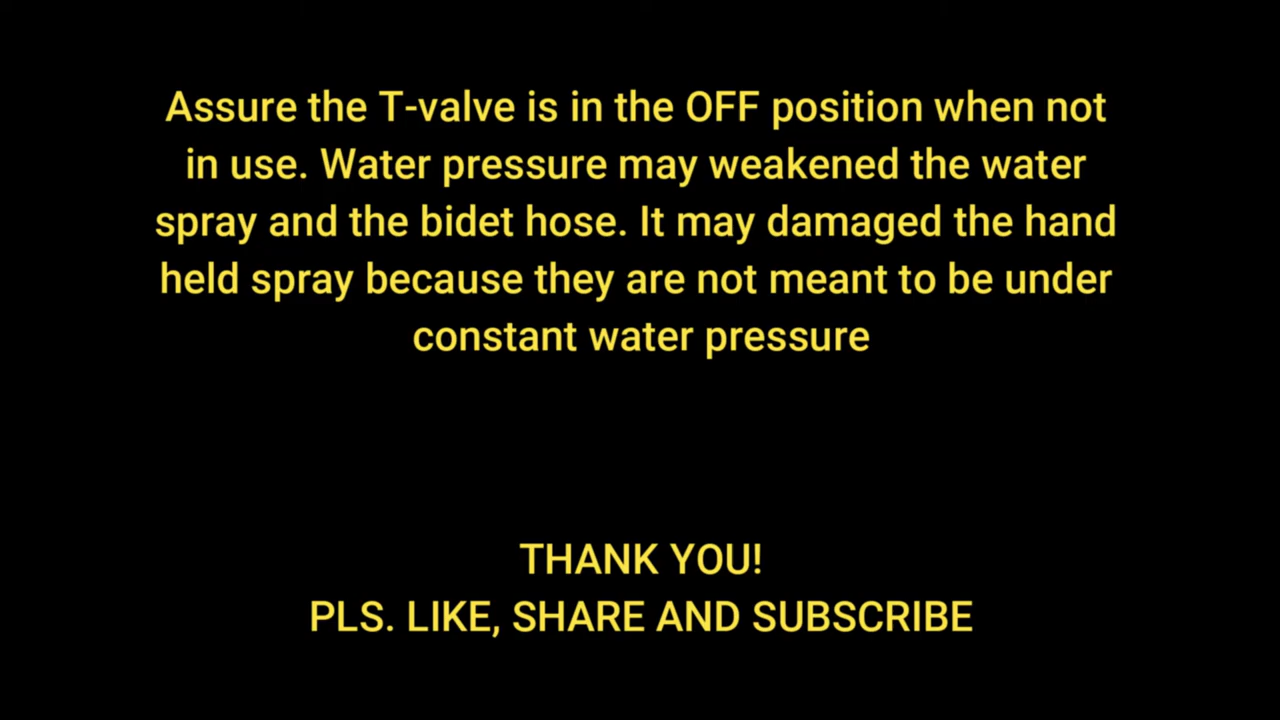 Assure the T-valve is in the OFF position when not
in use. Water pressure may weakened the water
spray and the bidet hose. It may damaged the hand
held spray because they are not meant to be under
constant water pressure
THANK YOU!
PLS. LIKE, SHARE AND SUBSCRIBE